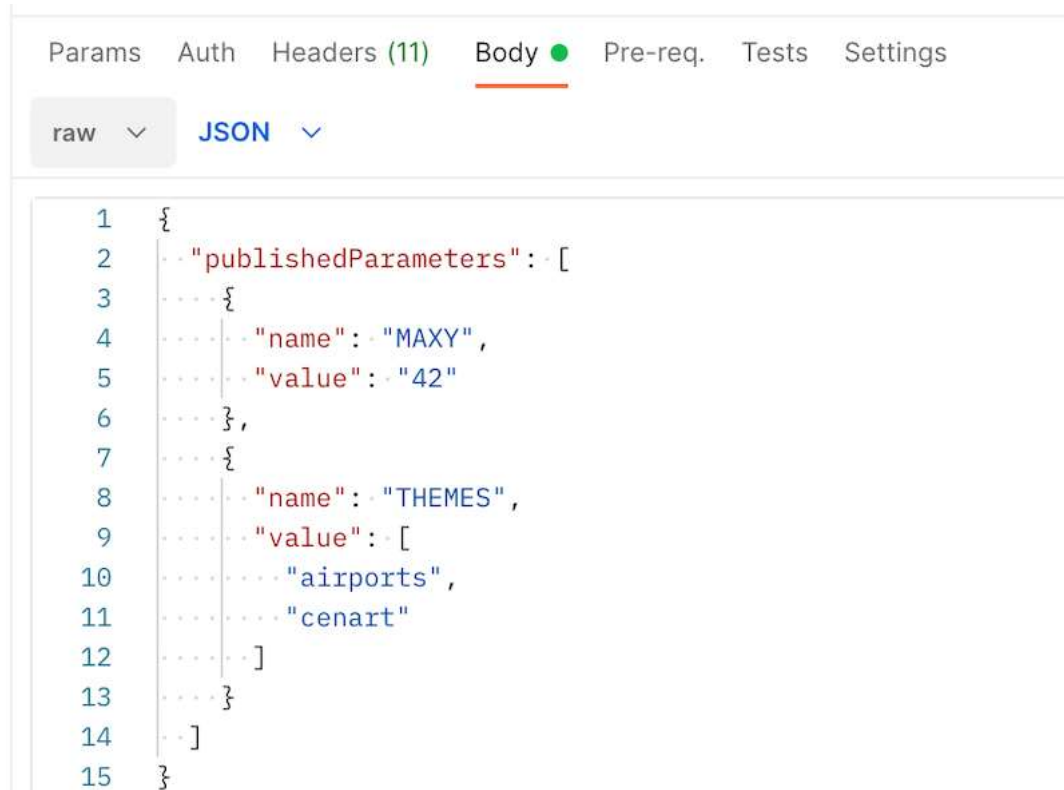 Params Auth Headers (11) Body Pre-req. Tests Settings
raw JSON
1 {
2 "publishedParameters": [
3 {
4 "name": "MAXY",
5 "value": "42"
6 },
7 {
8 "name": "THEMES",
9 "value": [
10 "airports",
11 "cenart"
12 ]
13 }
14 ]
15 }